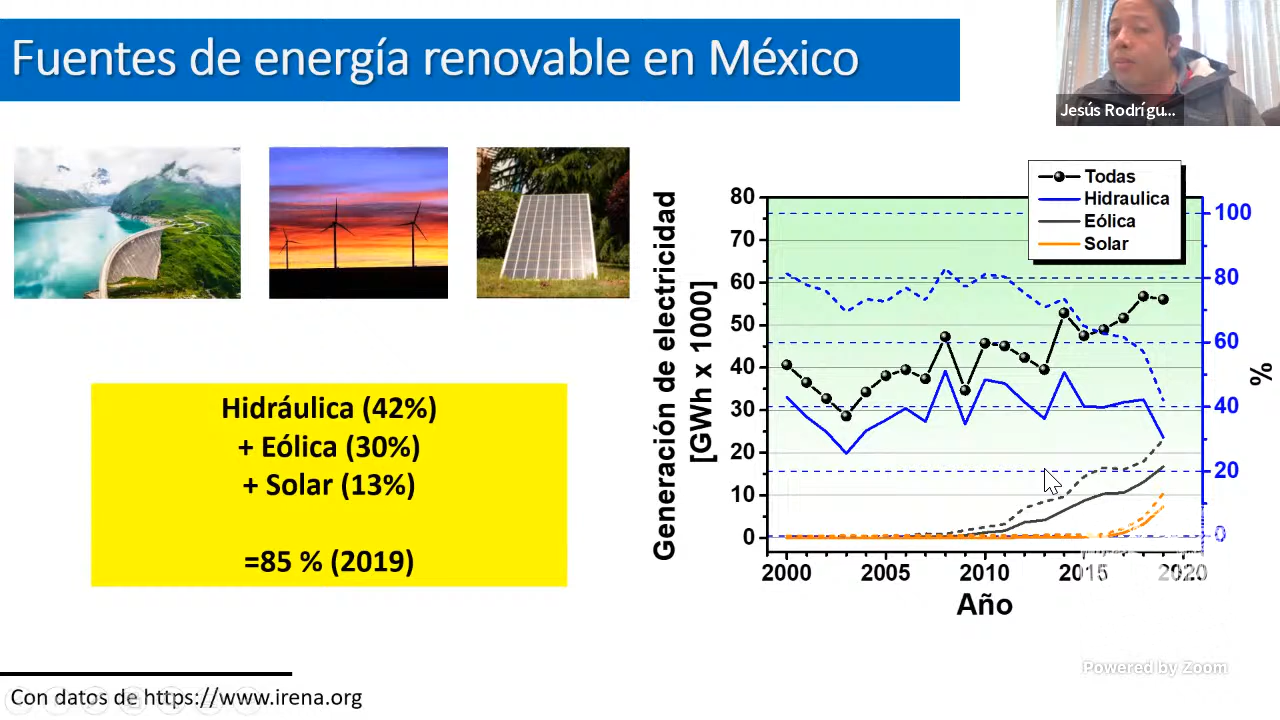 Fuentes de energía renovable en México
Jesús Rodrígu...
Hidráulica (42%)
+ Eólica (30%)
+ Solar (13%)
=85 % (2019)
Generación de electricidad
[GWh x 1000]
80
70
60
50
40
30
20
10
0
Todas
Hidraulica
Eólica
Solar
100
80
60
40
20
0
%
2000
2005
2010
2015
2020
Año
Powered by Zoom
Con datos de https://www.irena.org